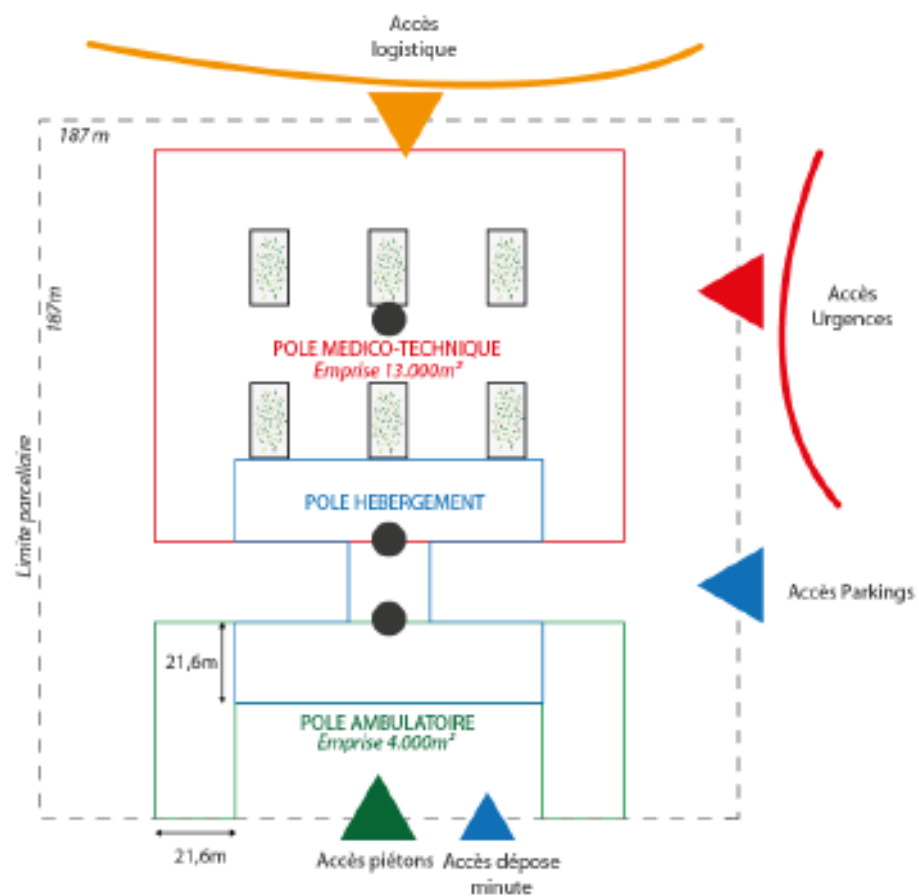 Accès
logistique
187 m
187m
Accès
Urgences
POLE MEDICO-TECHNIQUE
Emprise 13.000m²
Limite parcellaire
POLE HEBERGEMENT
Accès Parkings
21,6m
POLE AMBULATOIRE
Emprise 4.000m²
21,6m
Accès piétons
Accès dépose
minute